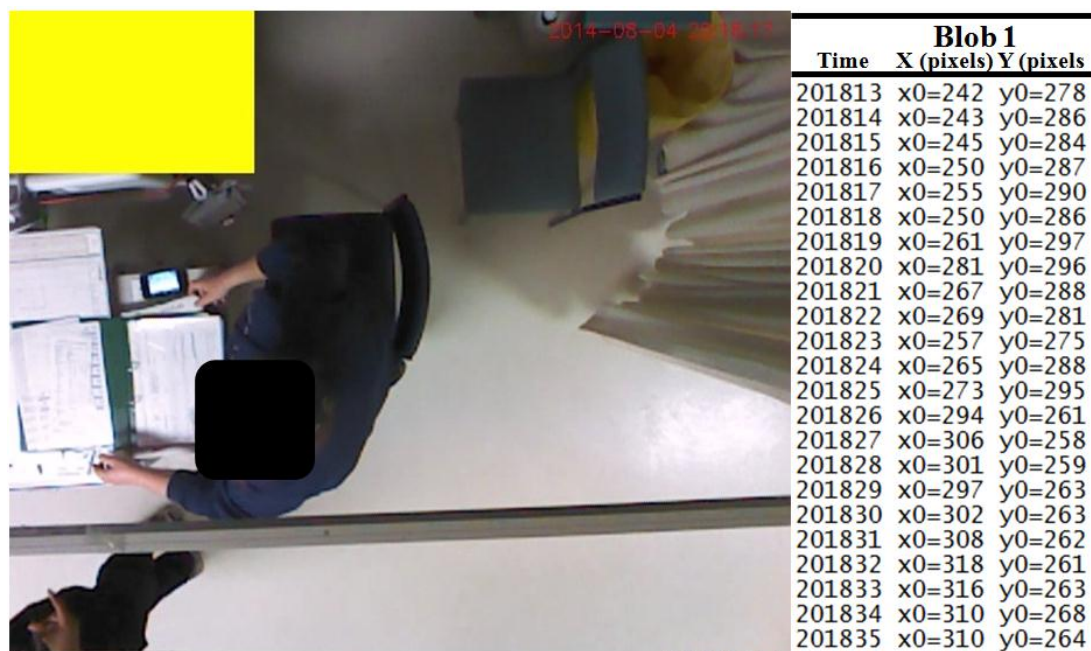 2014-08-04 20:18:17
Blob 1
Time X (pixels) Y (pixels
201813 x0=242 y0=278
201814 x0=243 y0=286
201815 x0=245 y0=284
201816 x0=250 y0=287
201817 x0=255 y0=290
201818 x0=250 y0=286
201819 x0=261 y0=297
201820 x0=281 y0=296
201821 x0=267 y0=288
201822 x0=269 y0=281
201823 x0=257 y0=275
201824 x0=265 y0=288
201825 x0=273 y0=295
201826 x0=294 y0=261
201827 x0=306 y0=258
201828 x0=301 y0=259
201829 x0=297 y0=263
201830 x0=302 y0=263
201831 x0=308 y0=262
201832 x0=318 y0=261
201833 x0=316 y0=263
201834 x0=310 y0=268
201835 x0=310 y0=264